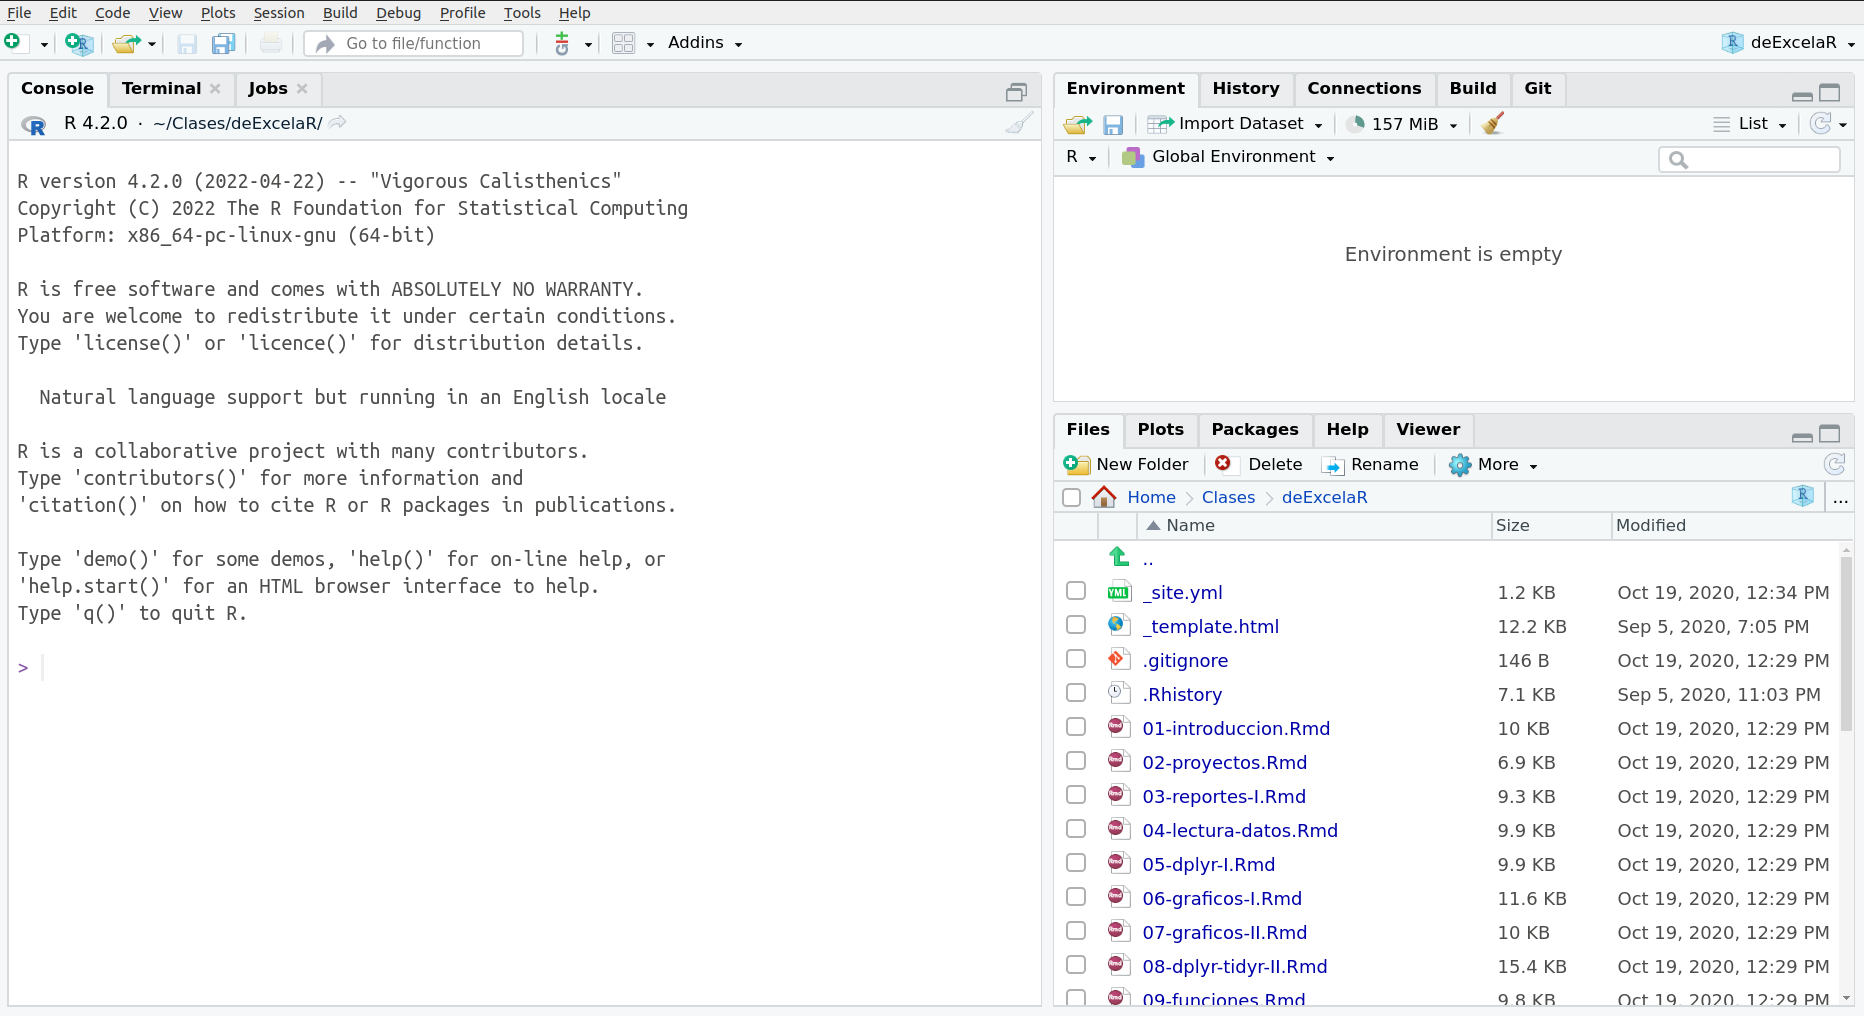 File Edit Code View Plots Session Build Debug Profile Tools Help
Go to file/function Addins deExcelaR
Console Terminal Jobs
R 4.2.0 · ~/Clases/deExcelaR/
R version 4.2.0 (2022-04-22) -- "Vigorous Calisthenics"
Copyright (C) 2022 The R Foundation for Statistical Computing
Platform: x86_64-pc-linux-gnu (64-bit)
R is free software and comes with ABSOLUTELY NO WARRANTY.
You are welcome to redistribute it under certain conditions.
Type 'license()' or 'licence()' for distribution details.
Natural language support but running in an English locale
R is a collaborative project with many contributors.
Type 'contributors()' for more information and
'citation()' on how to cite R or R packages in publications.
Type 'demo()' for some demos, 'help()' for on-line help, or
'help.start()' for an HTML browser interface to help.
Type 'q()' to quit R.
>
Environment History Connections Build Git
Import Dataset 157 MiB List
R Global Environment
Environment is empty
Files Plots Packages Help Viewer
New Folder Delete Rename More
Home Clases deExcelaR ...
Name Size Modified
..
_site.yml 1.2 KB Oct 19, 2020, 12:34 PM
_template.html 12.2 KB Sep 5, 2020, 7:05 PM
.gitignore 146 B Oct 19, 2020, 12:29 PM
.Rhistory 7.1 KB Sep 5, 2020, 11:03 PM
01-introduccion.Rmd 10 KB Oct 19, 2020, 12:29 PM
02-proyectos.Rmd 6.9 KB Oct 19, 2020, 12:29 PM
03-reportes-I.Rmd 9.3 KB Oct 19, 2020, 12:29 PM
04-lectura-datos.Rmd 9.9 KB Oct 19, 2020, 12:29 PM
05-dplyr-I.Rmd 9.9 KB Oct 19, 2020, 12:29 PM
06-graficos-I.Rmd 11.6 KB Oct 19, 2020, 12:29 PM
07-graficos-II.Rmd 10 KB Oct 19, 2020, 12:29 PM
08-dplyr-tidyr-II.Rmd 15.4 KB Oct 19, 2020, 12:29 PM
09-funciones.Rmd 9.8 KB Oct 19, 2020, 12:29 PM